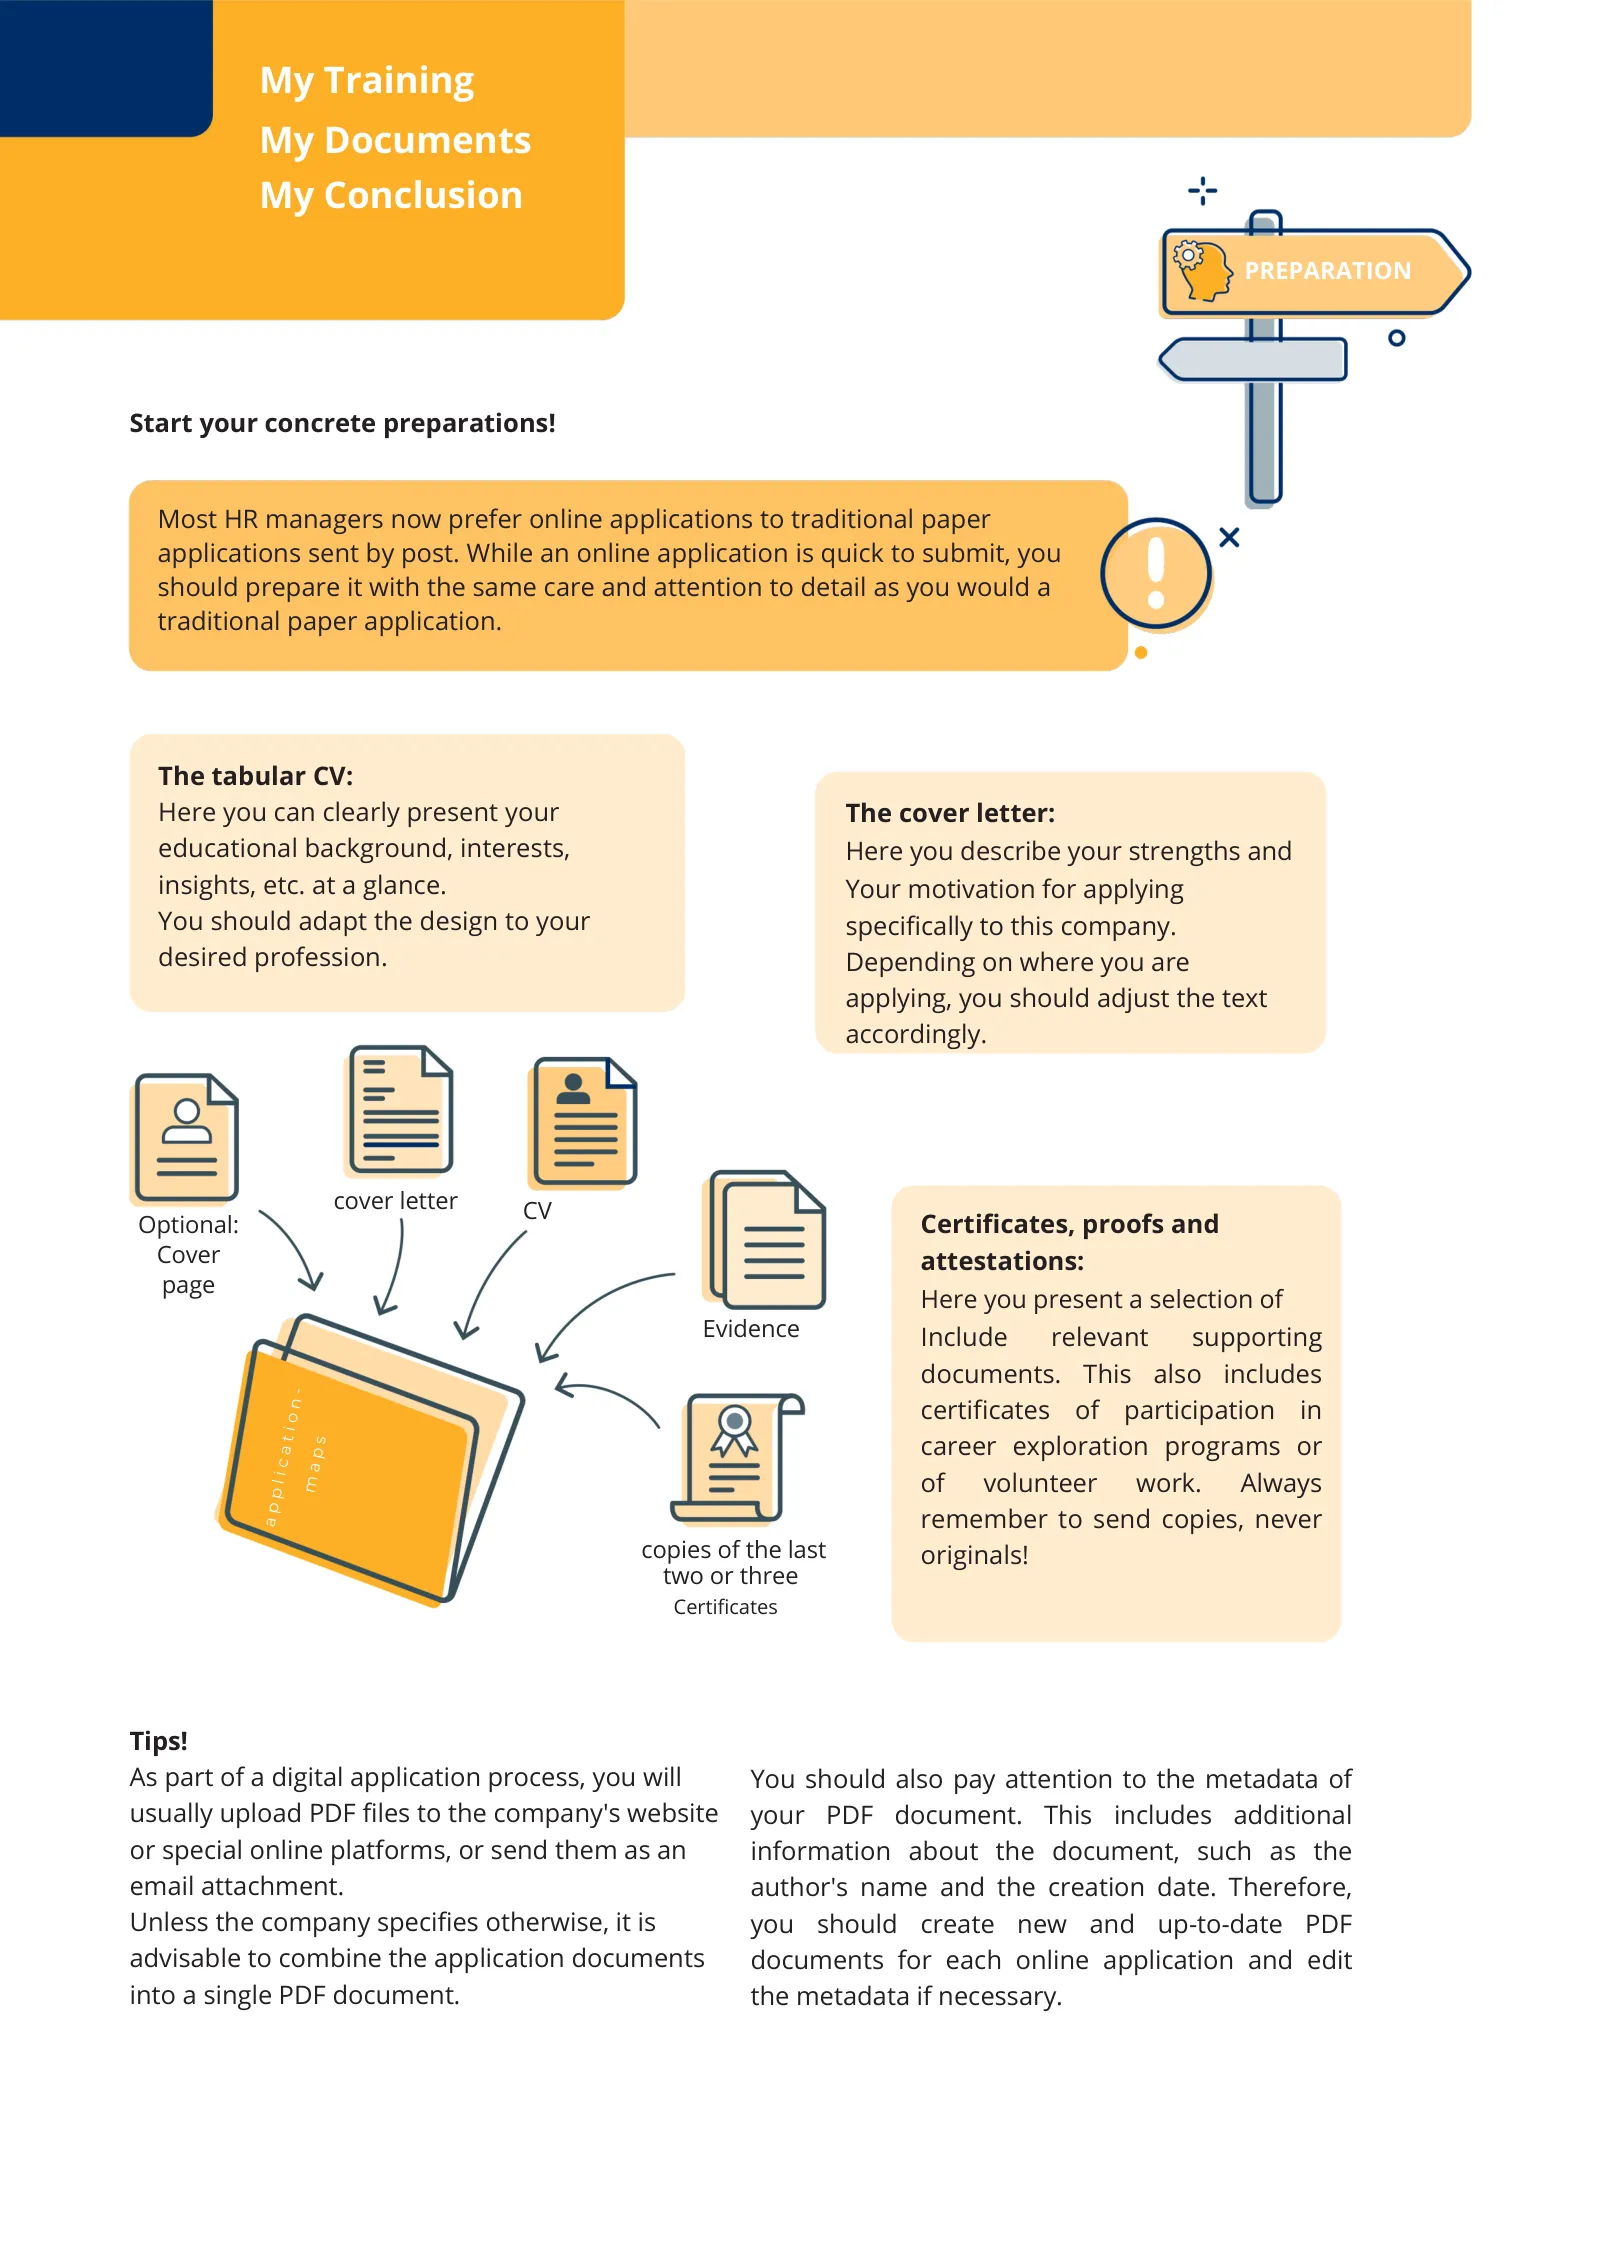 My Training
My Documents
My Conclusion
PREPARATION
Start your concrete preparations!
Most HR managers now prefer online applications to traditional paper
applications sent by post. While an online application is quick to submit, you
should prepare it with the same care and attention to detail as you would a
traditional paper application.
The tabular CV:
Here you can clearly present your
educational background, interests,
insights, etc. at a glance.
You should adapt the design to your
desired profession.
The cover letter:
Here you describe your strengths and
Your motivation for applying
specifically to this company.
Depending on where you are
applying, you should adjust the text
accordingly.
Optional:
Cover
page
cover letter
CV
Evidence
application-
maps
copies of the last
two or three
Certificates
Certificates, proofs and
attestations:
Here you present a selection of
Include relevant supporting
documents. This also includes
certificates of participation in
career exploration programs or
of volunteer work. Always
remember to send copies, never
originals!
Tips!
As part of a digital application process, you will
usually upload PDF files to the company's website
or special online platforms, or send them as an
email attachment.
Unless the company specifies otherwise, it is
advisable to combine the application documents
into a single PDF document.
You should also pay attention to the metadata of
your PDF document. This includes additional
information about the document, such as the
author's name and the creation date. Therefore,
you should create new and up-to-date PDF
documents for each online application and edit
the metadata if necessary.